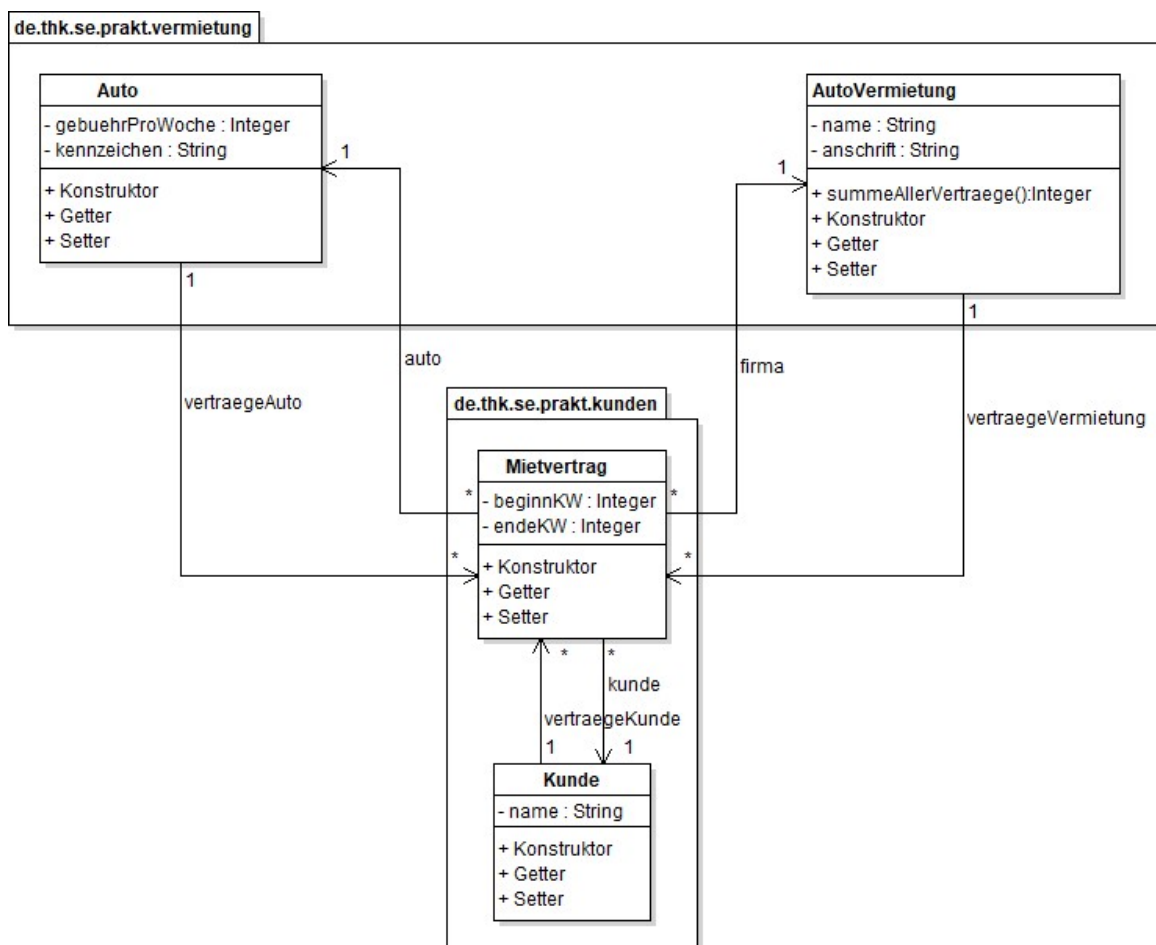 de.thk.se.prakt.vermietung
Auto
- gebuehrProWoche : Integer
- kennzeichen : String
+ Konstruktor
+ Getter
+ Setter
1
1
AutoVermietung
- name : String
- anschrift : String
+ summeAllerVertraege():Integer
+ Konstruktor
+ Getter
+ Setter
1
1
vertraegeAuto
auto
firma
vertraegeVermietung
de.thk.se.prakt.kunden
Mietvertrag
- beginnKW : Integer
- endeKW : Integer
+ Konstruktor
+ Getter
+ Setter
*
*
*
*
*
*
kunde
vertraegeKunde
1
1
Kunde
- name : String
+ Konstruktor
+ Getter
+ Setter